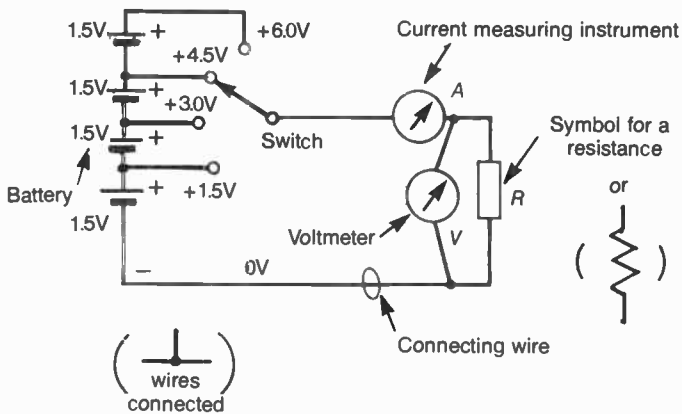 1.5V
+
+6.0V
Current measuring instrument
1.5V
+
+4.5V
A
1.5V
+
+3.0V
Switch
Symbol for a
resistance
Battery
+
+1.5V
or
R
1.5V
Voltmeter
V
( )
−
0V
Connecting wire
( wires
connected )